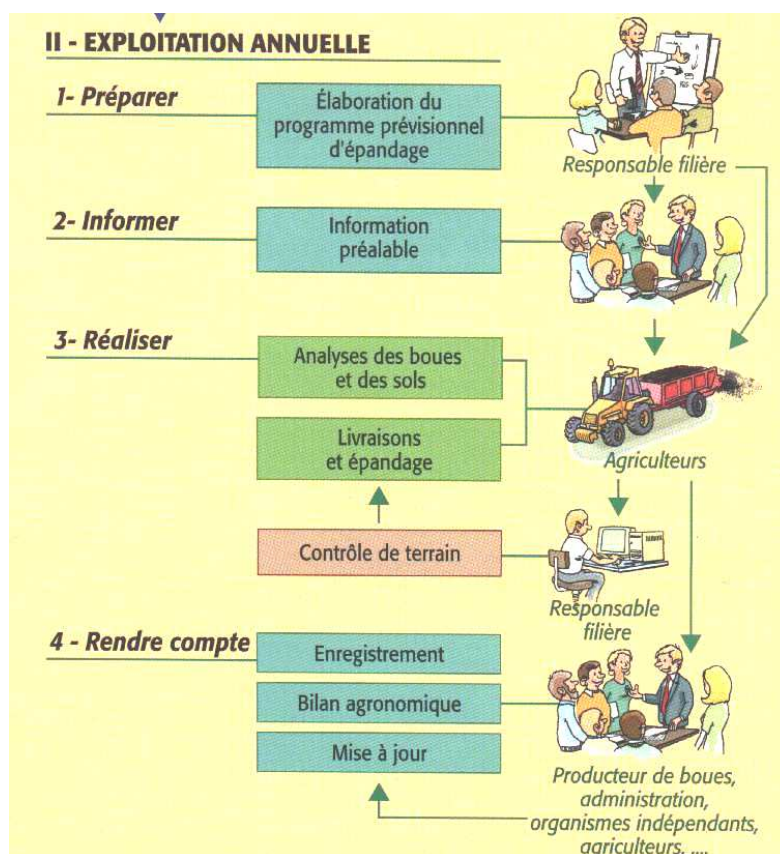 II - EXPLOITATION ANNUELLE
1- Préparer
Élaboration du
programme prévisionnel
d'épandage
Responsable filière
2- Informer
Information
préalable
3- Réaliser
Analyses des boues
et des sols
Livraisons
et épandage
Agriculteurs
Contrôle de terrain
Responsable
filière
4 - Rendre compte
Enregistrement
Bilan agronomique
Mise à jour
Producteur de boues,
administration,
organismes indépendants,
agriculteurs, ....